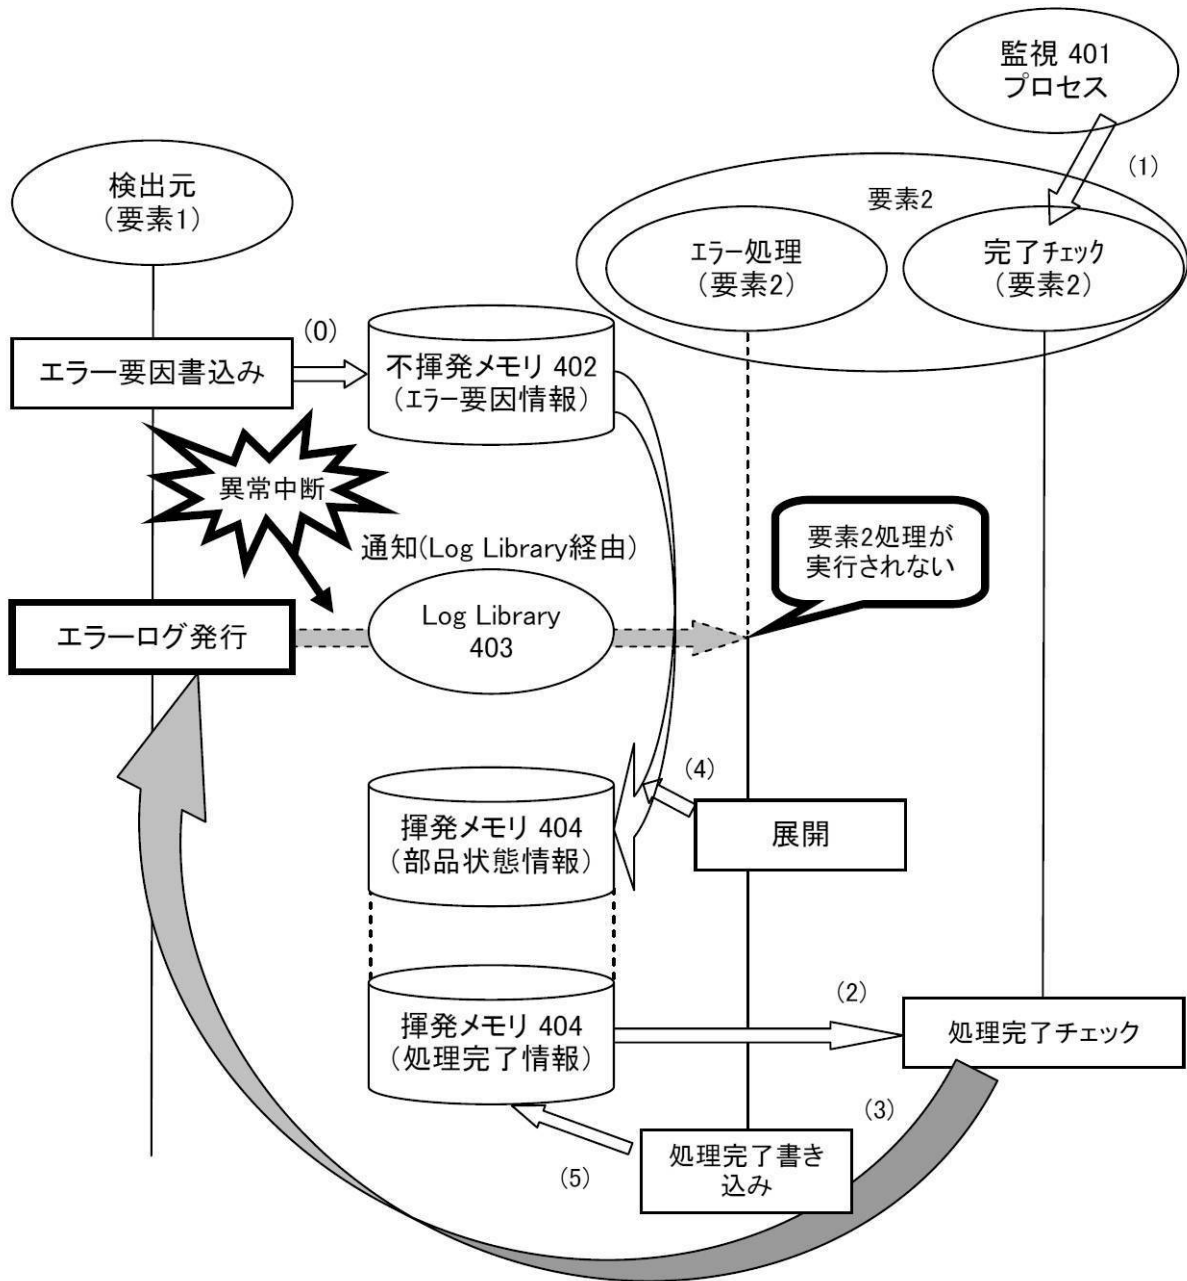 監視 401
プロセス
(1)
検出元
(要素1)
要素2
エラー処理
(要素2)
完了チェック
(要素2)
(0)
エラー要因書込み
不揮発メモリ 402
(エラー要因情報)
異常中断
通知(Log Library経由)
要素2処理が
実行されない
エラーログ発行
Log Library
403
(4)
揮発メモリ 404
(部品状態情報)
展開
(2)
揮発メモリ 404
(処理完了情報)
処理完了チェック
(3)
(5)
処理完了書き
込み